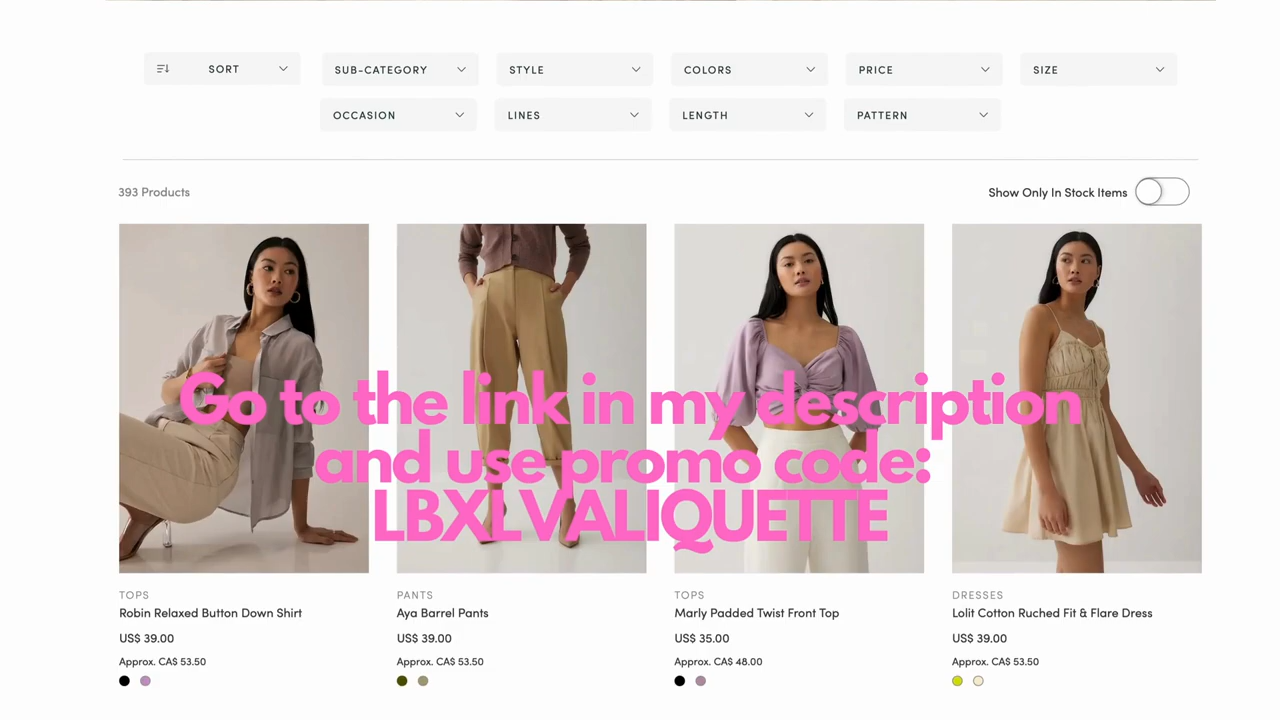 SORT
SUB-CATEGORY
STYLE
COLORS
PRICE
SIZE
OCCASION
LINES
LENGTH
PATTERN
393 Products
Show Only In Stock Items
Go to the link in my description
and use promo code:
LBXLVALIQUETTE
TOPS
Robin Relaxed Button Down Shirt
US$ 39.00
Approx. CA$ 53.50
PANTS
Aya Barrel Pants
US$ 39.00
Approx. CA$ 53.50
TOPS
Marly Padded Twist Front Top
US$ 35.00
Approx. CA$ 48.00
DRESSES
Lolit Cotton Ruched Fit & Flare Dress
US$ 39.00
Approx. CA$ 53.50